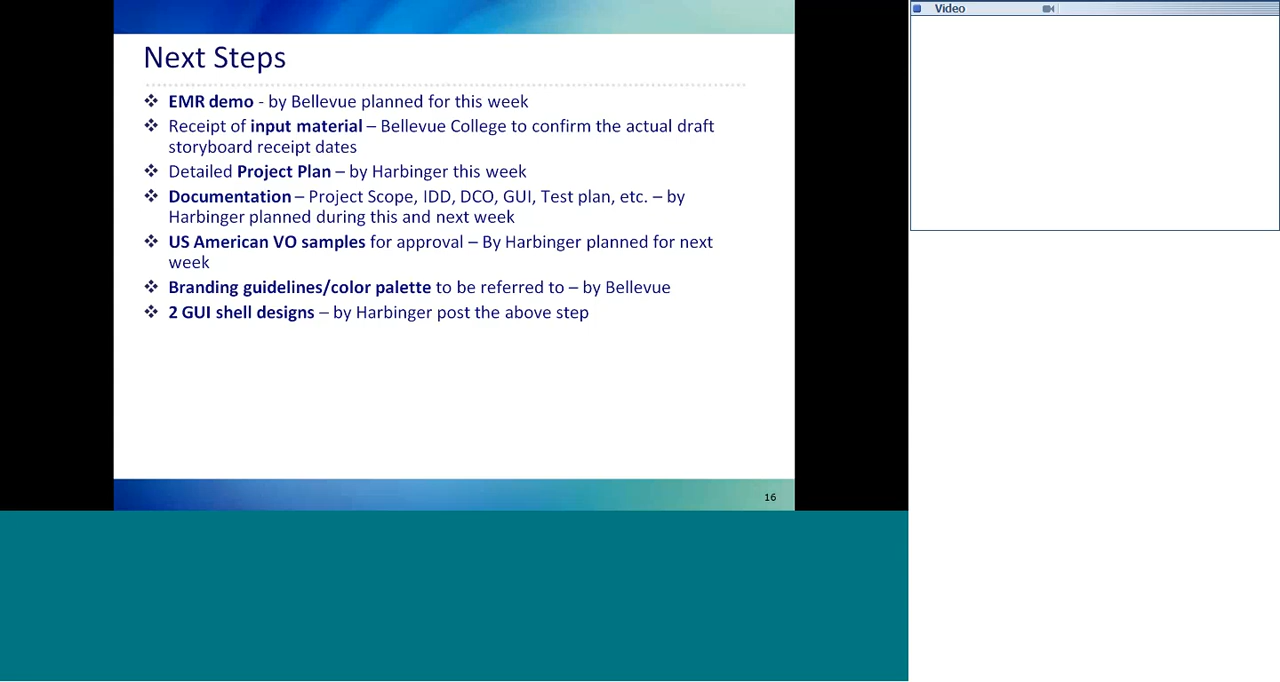 Video
Next Steps
❖ EMR demo - by Bellevue planned for this week
❖ Receipt of input material – Bellevue College to confirm the actual draft
storyboard receipt dates
❖ Detailed Project Plan – by Harbinger this week
❖ Documentation – Project Scope, IDD, DCO, GUI, Test plan, etc. – by
Harbinger planned during this and next week
❖ US American VO samples for approval – By Harbinger planned for next
week
❖ Branding guidelines/color palette to be referred to – by Bellevue
❖ 2 GUI shell designs – by Harbinger post the above step
16